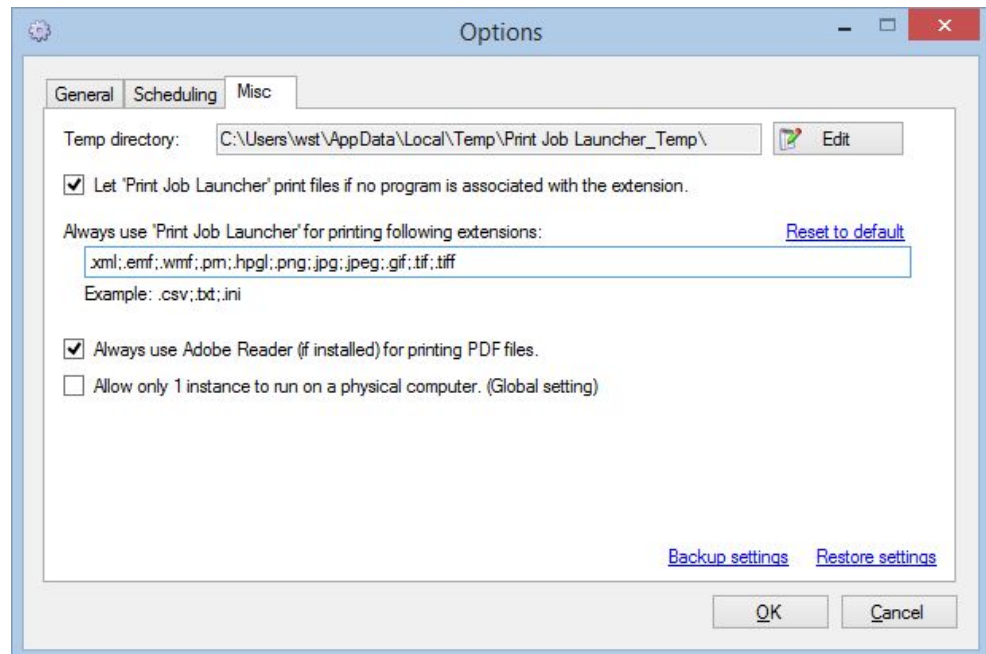 Options
General Scheduling Misc
Temp directory: C:\Users\wst\AppData\Local\Temp\Print Job Launcher_Temp\ Edit
Let 'Print Job Launcher' print files if no program is associated with the extension.
Always use 'Print Job Launcher' for printing following extensions: Reset to default
.xml;.emf;.wmf;.prn;.hpgl;.png;.jpg;.jpeg;.gif;.tif;.tiff
Example: .csv;.txt;.ini
Always use Adobe Reader (if installed) for printing PDF files.
Allow only 1 instance to run on a physical computer. (Global setting)
Backup settings Restore settings
OK Cancel